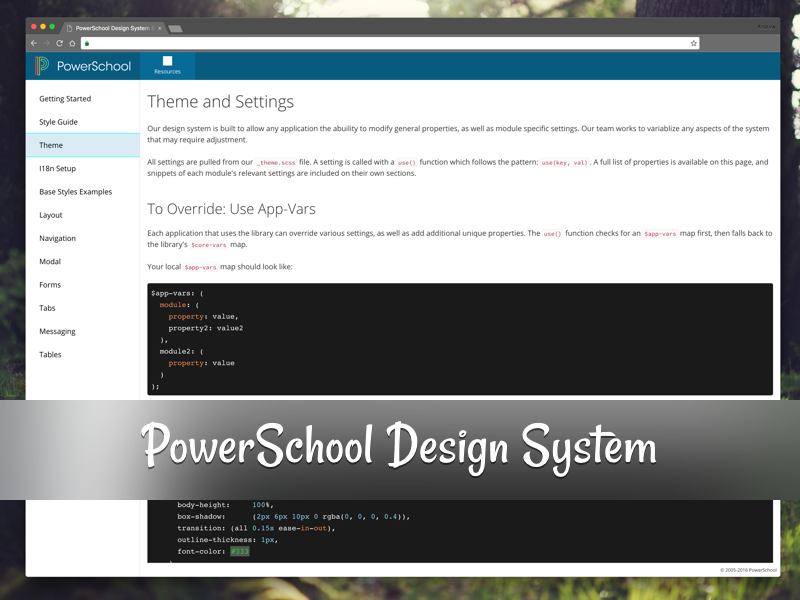 PowerSchool Design System
PowerSchool
Resources
Getting Started
Style Guide
Theme
I18n Setup
Base Styles Examples
Layout
Navigation
Modal
Forms
Tabs
Messaging
Tables
Theme and Settings
Our design system is built to allow any application the abuility to modify general properties, as well as module specific settings. Our team works to variablize any aspects of the system
that may require adjustment.
All settings are pulled from our _theme.scss file. A setting is called with a use() function which follows the pattern: use(key, val). A full list of properties is available on this page, and
snippets of each module's relevant settings are included on their own sections.
To Override: Use App-Vars
Each application that uses the library can override various settings, as well as add additional unique properties. The use() function checks for an $app-vars map first, then falls back to
the library's $core-vars map.
Your local $app-vars map should look like:
$app-vars: (
module: (
property: value,
property2: value2
),
module2: (
property: value
)
);
PowerSchool Design System
body-height: 100%,
box-shadow: (2px 6px 10px 0 rgba(0, 0, 0, 0.4)),
transition: (all 0.15s ease-in-out),
outline-thickness: 1px,
font-color: #333
© 2005-2016 PowerSchool